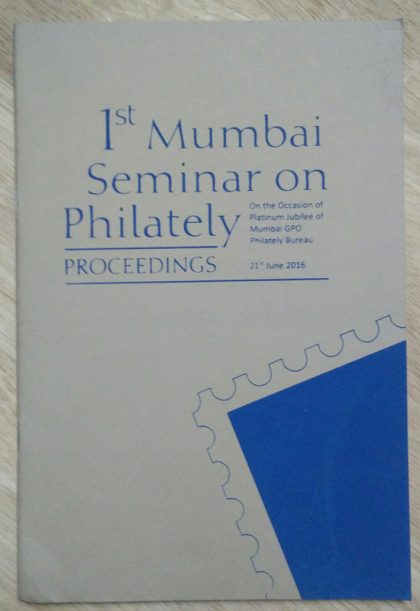 1st Mumbai
Seminar on
Philately
On the Occasion of
Platinum Jubilee of
Mumbai GPO
Philately Bureau
PROCEEDINGS
21st June 2016